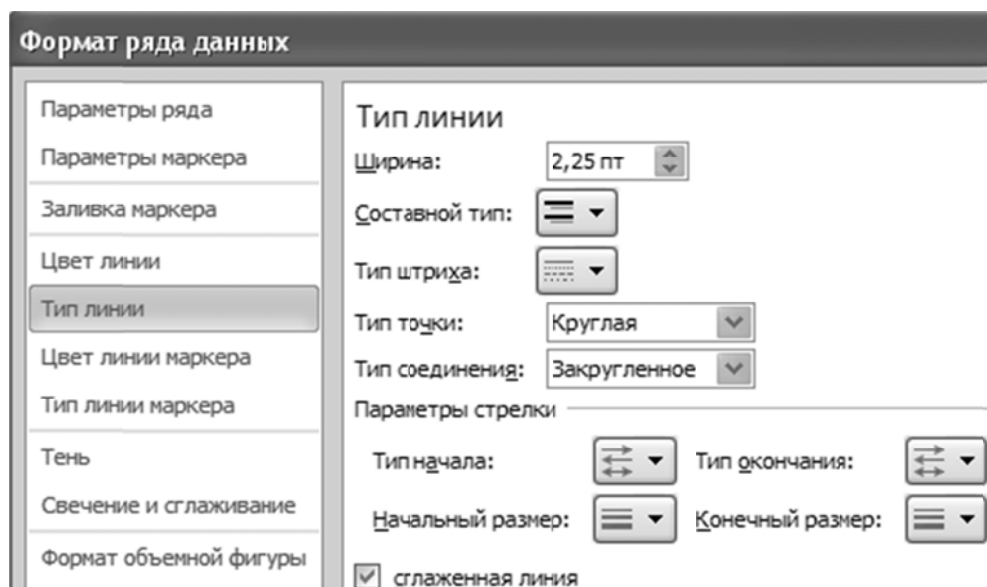 Формат ряда данных
Параметры ряда
Параметры маркера
Заливка маркера
Цвет линии
Тип линии
Цвет линии маркера
Тип линии маркера
Тень
Свечение и сглаживание
Формат объемной фигуры
Тип линии
Ширина: 2,25 пт
Составной тип:
Тип штриха:
Тип точки: Круглая
Тип соединения: Закругленное
Параметры стрелки
Тип начала: Тип окончания:
Начальный размер: Конечный размер:
сглаженная линия